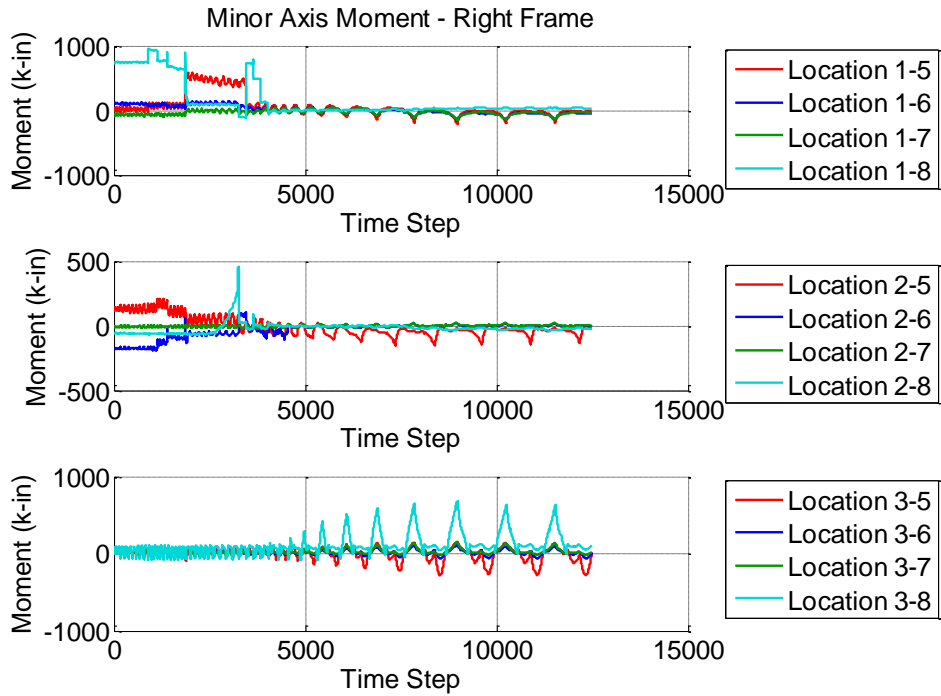 Minor Axis Moment - Right Frame
Moment (k-in)
1000
0
-1000
0
5000
10000
15000
Time Step
Location 1-5
Location 1-6
Location 1-7
Location 1-8
Moment (k-in)
500
0
-500
0
5000
10000
15000
Time Step
Location 2-5
Location 2-6
Location 2-7
Location 2-8
Moment (k-in)
1000
0
-1000
0
5000
10000
15000
Time Step
Location 3-5
Location 3-6
Location 3-7
Location 3-8